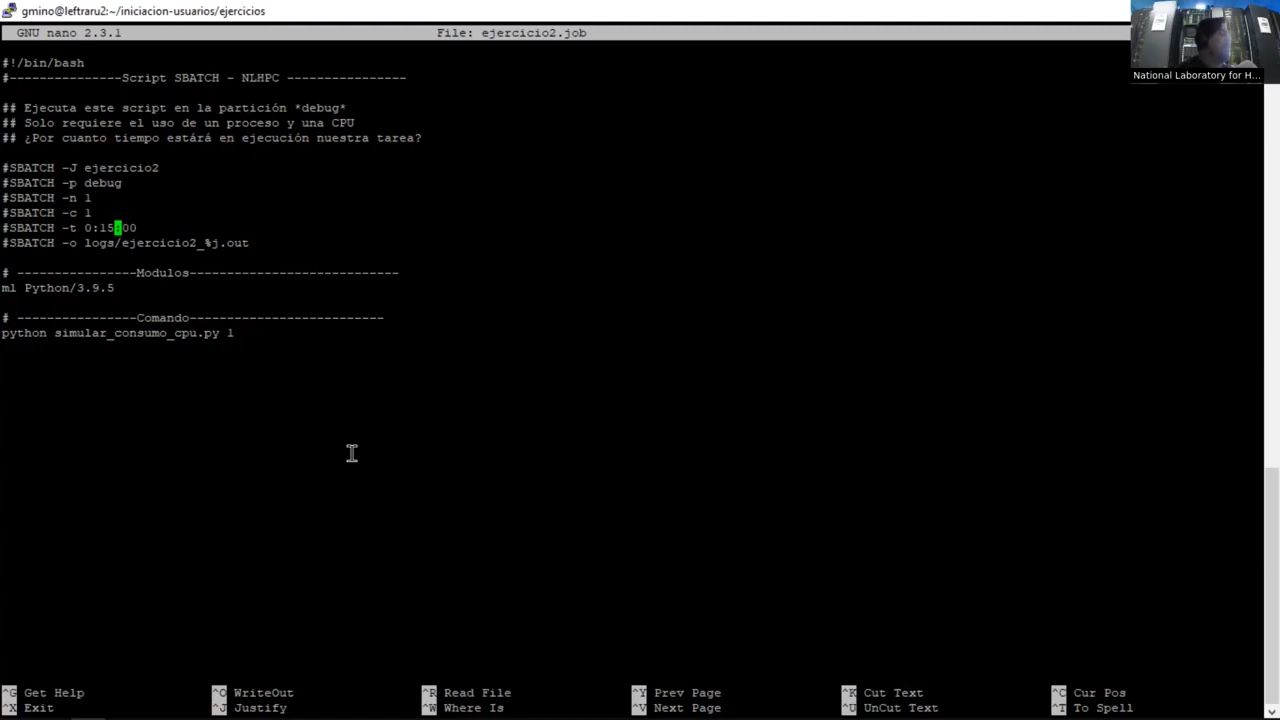 gmino@leftraru2:~/iniciacion-usuarios/ejercicios
GNU nano 2.3.1 File: ejercicio2.job
#!/bin/bash
#---------------Script SBATCH - NLHPC ----------------
## Ejecuta este script en la partición *debug*
## Solo requiere el uso de un proceso y una CPU
## ¿Por cuanto tiempo estárá en ejecución nuestra tarea?
#SBATCH -J ejercicio2
#SBATCH -p debug
#SBATCH -n 1
#SBATCH -c 1
#SBATCH -t 0:15:00
#SBATCH -o logs/ejercicio2_%j.out
# ----------------Modulos----------------------------
ml Python/3.9.5
# ----------------Comando--------------------------
python simular_consumo_cpu.py 1
National Laboratory for H...
^G Get Help ^O WriteOut ^R Read File ^Y Prev Page ^K Cut Text ^C Cur Pos
^X Exit ^J Justify ^W Where Is ^V Next Page ^U UnCut Text ^T To Spell